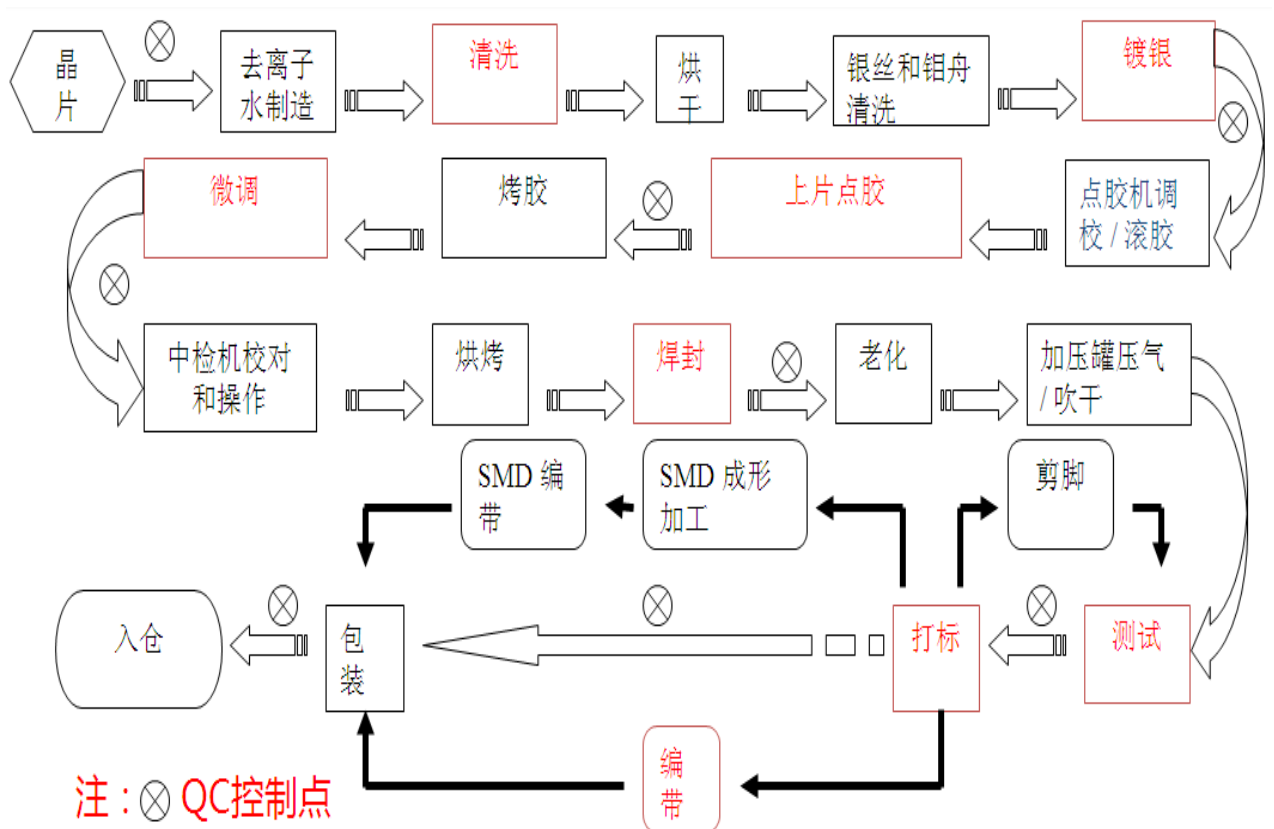 晶
片
去离子
水制造
清洗
烘
干
银丝和钼舟
清洗
镀银
微调
烤胶
上片点胶
点胶机调
校 / 滚胶
中检机校对
和操作
烘烤
焊封
老化
加压罐压气
/ 吹干
SMD 编
带
SMD 成形
加工
剪脚
入仓
包
装
打标
测试
编
带
注：⊗ QC控制点